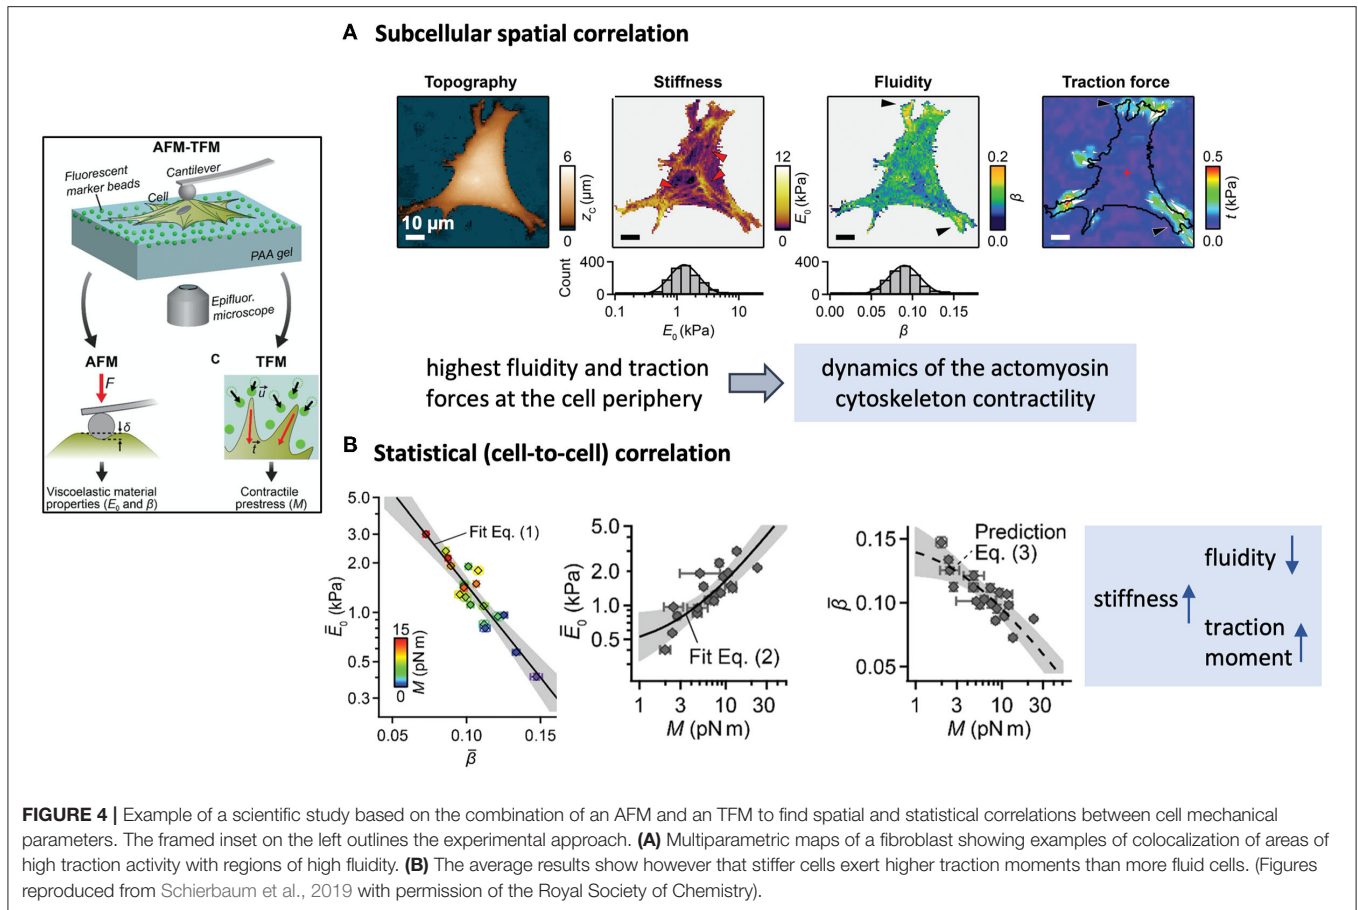 A Subcellular spatial correlation
Topography
Stiffness
Fluidity
Traction force
AFM-TFM
Fluorescent
marker beads
Cantilever
Cell
PAA gel
Epifluor.
microscope
AFM
C
TFM
F
δ
u
t
Viscoelastic material
properties (E₀ and β)
Contractile
prestress (M)
10 μm
6
z_C (μm)
0
12
E₀ (kPa)
0
0.2
β
0.0
0.5
t (kPa)
0.0
Count
400
0
0.1 1 10
E₀ (kPa)
400
0
0.00 0.05 0.10 0.15
β
highest fluidity and traction
forces at the cell periphery
dynamics of the actomyosin
cytoskeleton contractility
B Statistical (cell-to-cell) correlation
5.0
3.0
2.0
1.0
0.5
0.3
Ē₀ (kPa)
Fit Eq. (1)
15
M (pN m)
0
0.05 0.10 0.15
β̄
5.0
2.0
1.0
0.5
Ē₀ (kPa)
Fit Eq. (2)
1 3 10 30
M (pN m)
0.15
0.10
0.05
β̄
Prediction
Eq. (3)
1 3 10 30
M (pN m)
stiffness
fluidity
traction
moment
FIGURE 4 | Example of a scientific study based on the combination of an AFM and an TFM to find spatial and statistical correlations between cell mechanical
parameters. The framed inset on the left outlines the experimental approach. (A) Multiparametric maps of a fibroblast showing examples of colocalization of areas of
high traction activity with regions of high fluidity. (B) The average results show however that stiffer cells exert higher traction moments than more fluid cells. (Figures
reproduced from Schierbaum et al., 2019 with permission of the Royal Society of Chemistry).